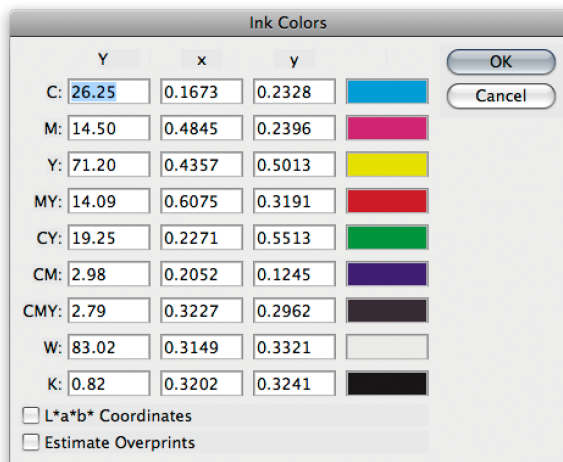 Ink Colors
Y x y OK
C: 26.25 0.1673 0.2328
Cancel
M: 14.50 0.4845 0.2396
Y: 71.20 0.4357 0.5013
MY: 14.09 0.6075 0.3191
CY: 19.25 0.2271 0.5513
CM: 2.98 0.2052 0.1245
CMY: 2.79 0.3227 0.2962
W: 83.02 0.3149 0.3321
K: 0.82 0.3202 0.3241
L*a*b* Coordinates
Estimate Overprints